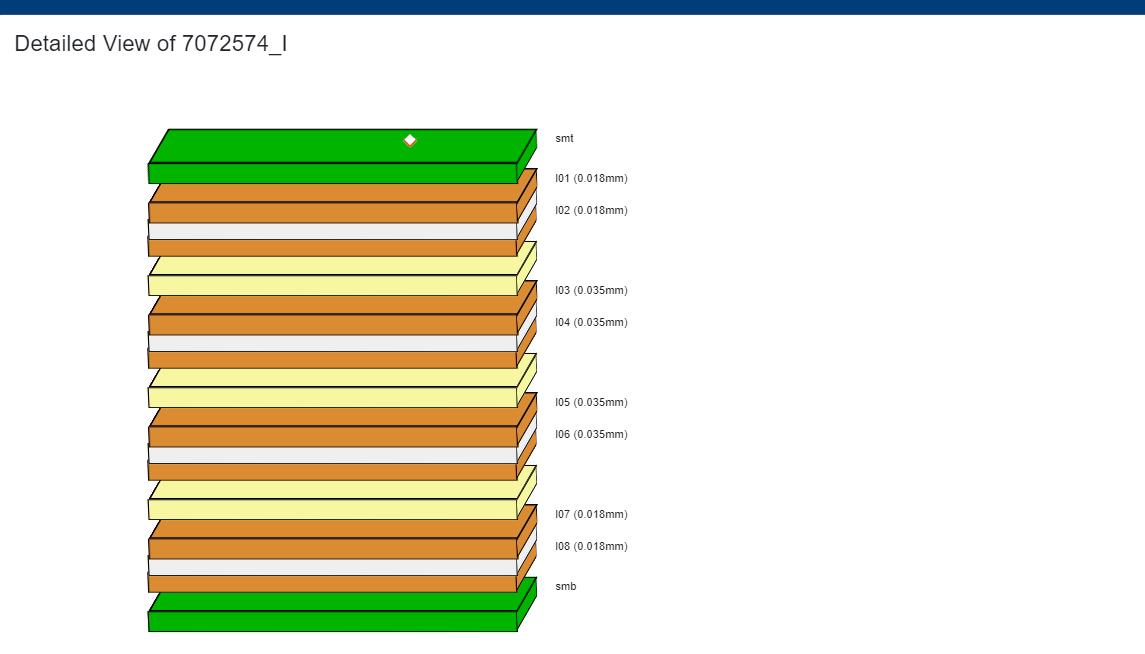 Detailed View of 7072574_I
smt
l01 (0.018mm)
l02 (0.018mm)
l03 (0.035mm)
l04 (0.035mm)
l05 (0.035mm)
l06 (0.035mm)
l07 (0.018mm)
l08 (0.018mm)
smb